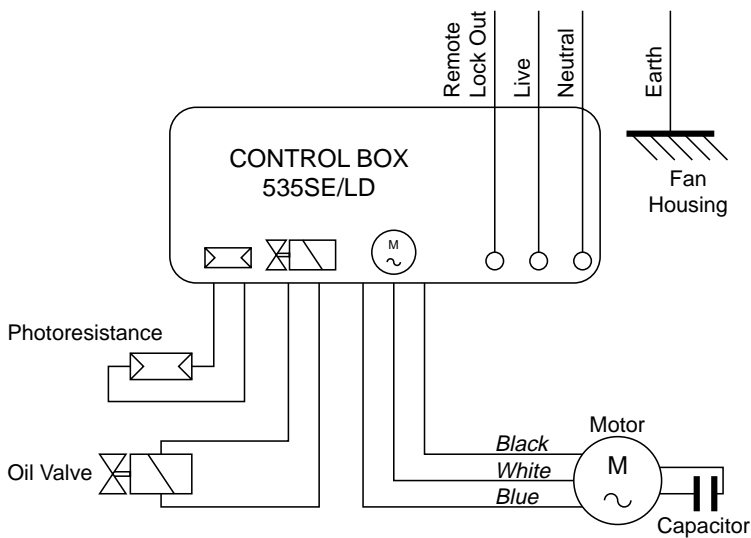 Remote
Lock Out
Live
Neutral
Earth
CONTROL BOX
535SE/LD
Fan
Housing
M
Photoresistance
Oil Valve
Black
White
Blue
Motor
M
Capacitor